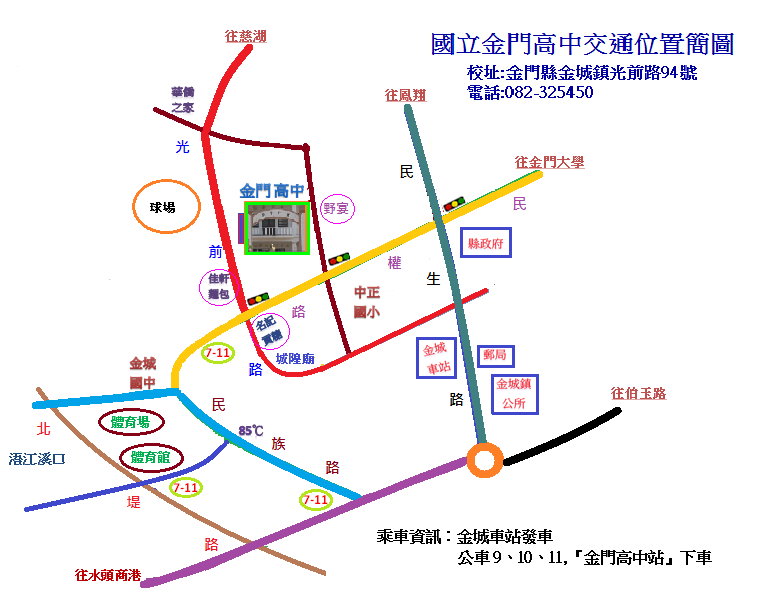 國立金門高中交通位置簡圖
校址:金門縣金城鎮光前路94號
電話:082-325450
往慈湖
華僑
之家
往鳳翔
往金門大學
光
民
金門高中
球場
野宴
民
前
縣政府
權
佳軒
麵包
生
中正
國小
路
名記
貢糖
7-11
城隍廟
路
金城
國中
金城
車站
郵局
金城鎮
公所
路
往伯玉路
民
體育場
北
85℃
族
浯江溪口
體育館
路
7-11
堤
7-11
路
乘車資訊：金城車站發車
公車9、10、11,「金門高中站」下車
往水頭商港